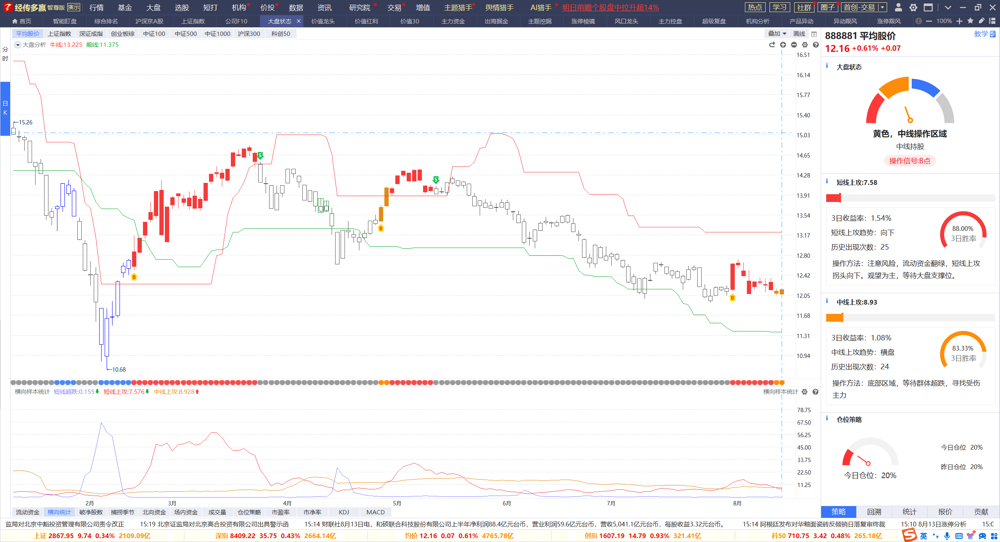 经传多赢 智尊版 演示 行情 基金 大盘 选股 短打 机构 价投 数据 资讯 研究院 交易 增值 主题猎手 舆情猎手 AI猎手 明日前瞻个股盘中拉升超14% 热点 学习 社群 圈子 首创-交易
首页 智能盯盘 综合排名 沪深京A股 上证指数 公司F10 大盘状态 价值龙头 价值红利 价值30 主力资金 出海掘金 主题挖掘 涨停棱镜 风口龙头 主力控盘 超级复盘 机构分析 产品异动 异动跟风 涨停跟风 100%
分时
日K
平均股价 上证指数 深证成指 创业板综 中证100 中证500 中证1000 沪深300 科创50 叠加 画线
大盘分析 牛线:13.225 熊线:11.375
16.51
16.14
15.77
15.40
15.03
14.65
14.28
13.91
13.54
13.17
12.80
12.42
12.05
11.68
11.31
10.94
←15.26
S
S
B
B
B
←10.68
横向样本统计 短线超跌:0.155 短线上攻:7.576 中线上攻:8.928 横向样本统计
78.75
67.50
56.25
45.00
33.75
22.50
11.25
2月 3月 4月 5月 6月 7月 8月
流动资金 横向统计 破净股数 捕捞季节 北向资金 场内资金 成交量 仓位策略 市盈率 市净率 KDJ MACD
888881 平均股价 教学
12.16 +0.61% +0.07
大盘状态
黄色，中线操作区域
中线持股
操作信号:B点
短线上攻:7.58
3日收益率：1.54%
短线上攻趋势：向下
历史出现次数：25
88.00%
3日胜率
操作方法：注意风险，流动资金翻绿，短线上攻
拐头向下。观望为主，等待大盘支撑位。
中线上攻:8.93
3日收益率：1.08%
中线上攻趋势：横盘
历史出现次数：24
83.33%
3日胜率
操作方法：底部区域，等待群体超跌，寻找受伤
主力
仓位策略
今日仓位 20%
昨日仓位 20%
今日仓位：20%
策略 回溯 统计 报价 贡献
监局对北京中豁投资管理有限公司责令改正 15:19 北京证监局对北京高合投资有限公司出具警示函 15:14 财联社8月13日电，和硕联合科技股份有限公司上半年净利润88.4亿元台币，营业利润59.6亿元台币，营收5,041.1亿元台币，每股收益3.32元台币。 15:14 阿根廷发布对华釉面瓷砖反倾销日落复审终裁 15:10 8月13日涨停分析 15:0
上证 2867.95 9.74 0.34% 2109.09亿 深指 8409.22 35.75 0.43% 2664.14亿 均价 12.16 0.07 0.61% 4765.78亿 创指 1607.19 14.79 0.93% 321.41亿 科50 710.75 3.42 0.48% 265.18亿 英